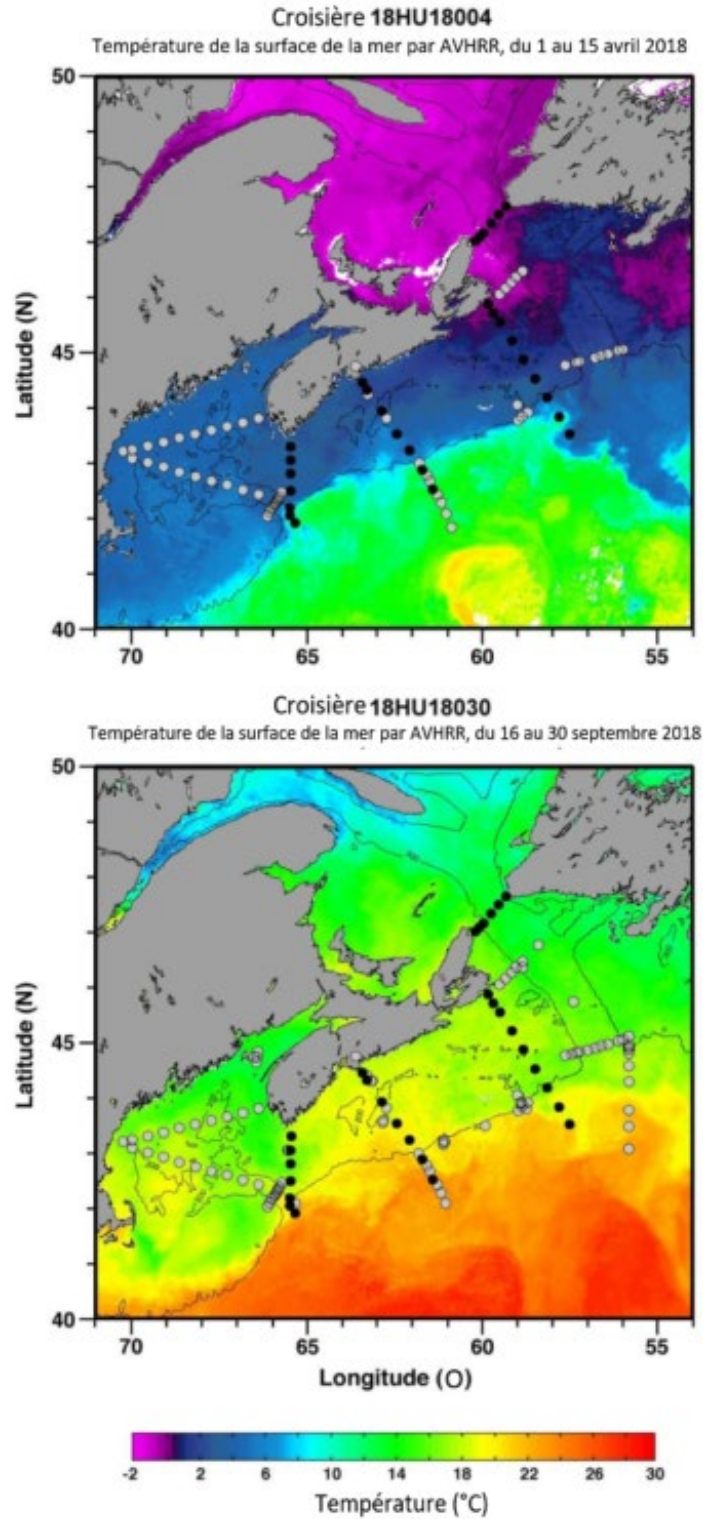 Croisière 18HU18004
Température de la surface de la mer par AVHRR, du 1 au 15 avril 2018
50
45
40
Latitude (N)
70 65 60 55
Croisière 18HU18030
Température de la surface de la mer par AVHRR, du 16 au 30 septembre 2018
50
45
40
Latitude (N)
70 65 60 55
Longitude (O)
-2 2 6 10 14 18 22 26 30
Température (°C)